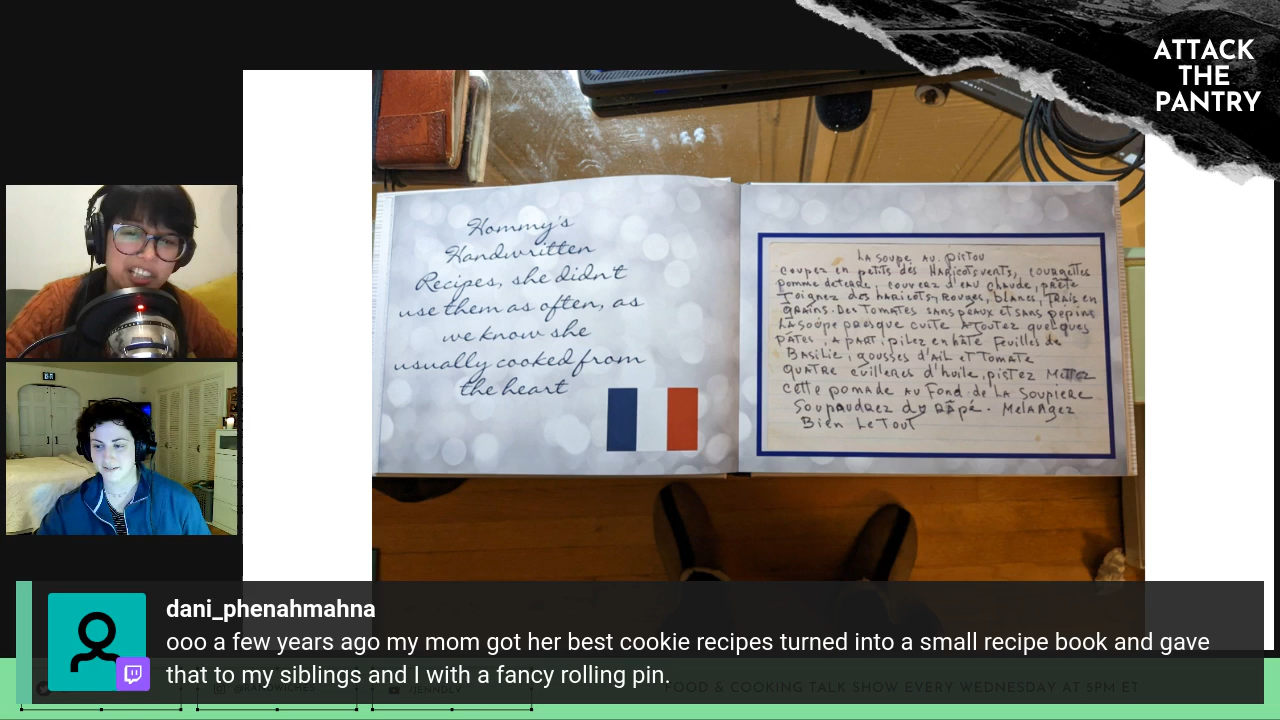 ATTACK
THE
PANTRY
Hommy's
Handwritten
Recipes, she didn't
use them as often, as
we know she
usually cooked from
the heart
La Soupe au pistou
coupez en petits dés Haricots verts, courgettes
pomme de terre, couvrez d'eau chaude, prête
Joignez des haricots, Rouges, blancs, frais en
grains. Des Tomates sans peaux et sans pepins
La Soupe presque cuite Ajoutez quelques
pâtes, à part, pilez en hâte Feuilles de
Basilic, gousses d'Ail et Tomate
quatre cuillerees d'huile, pistez Mettez
cette pomade au Fond de La Soupiere
Soupoudrez du Râpé. Melangez
Bien Le Tout
dani_phenahmahna
ooo a few years ago my mom got her best cookie recipes turned into a small recipe book and gave
that to my siblings and I with a fancy rolling pin.
/JENNDLV
FOOD & COOKING TALK SHOW EVERY WEDNESDAY AT 5PM ET